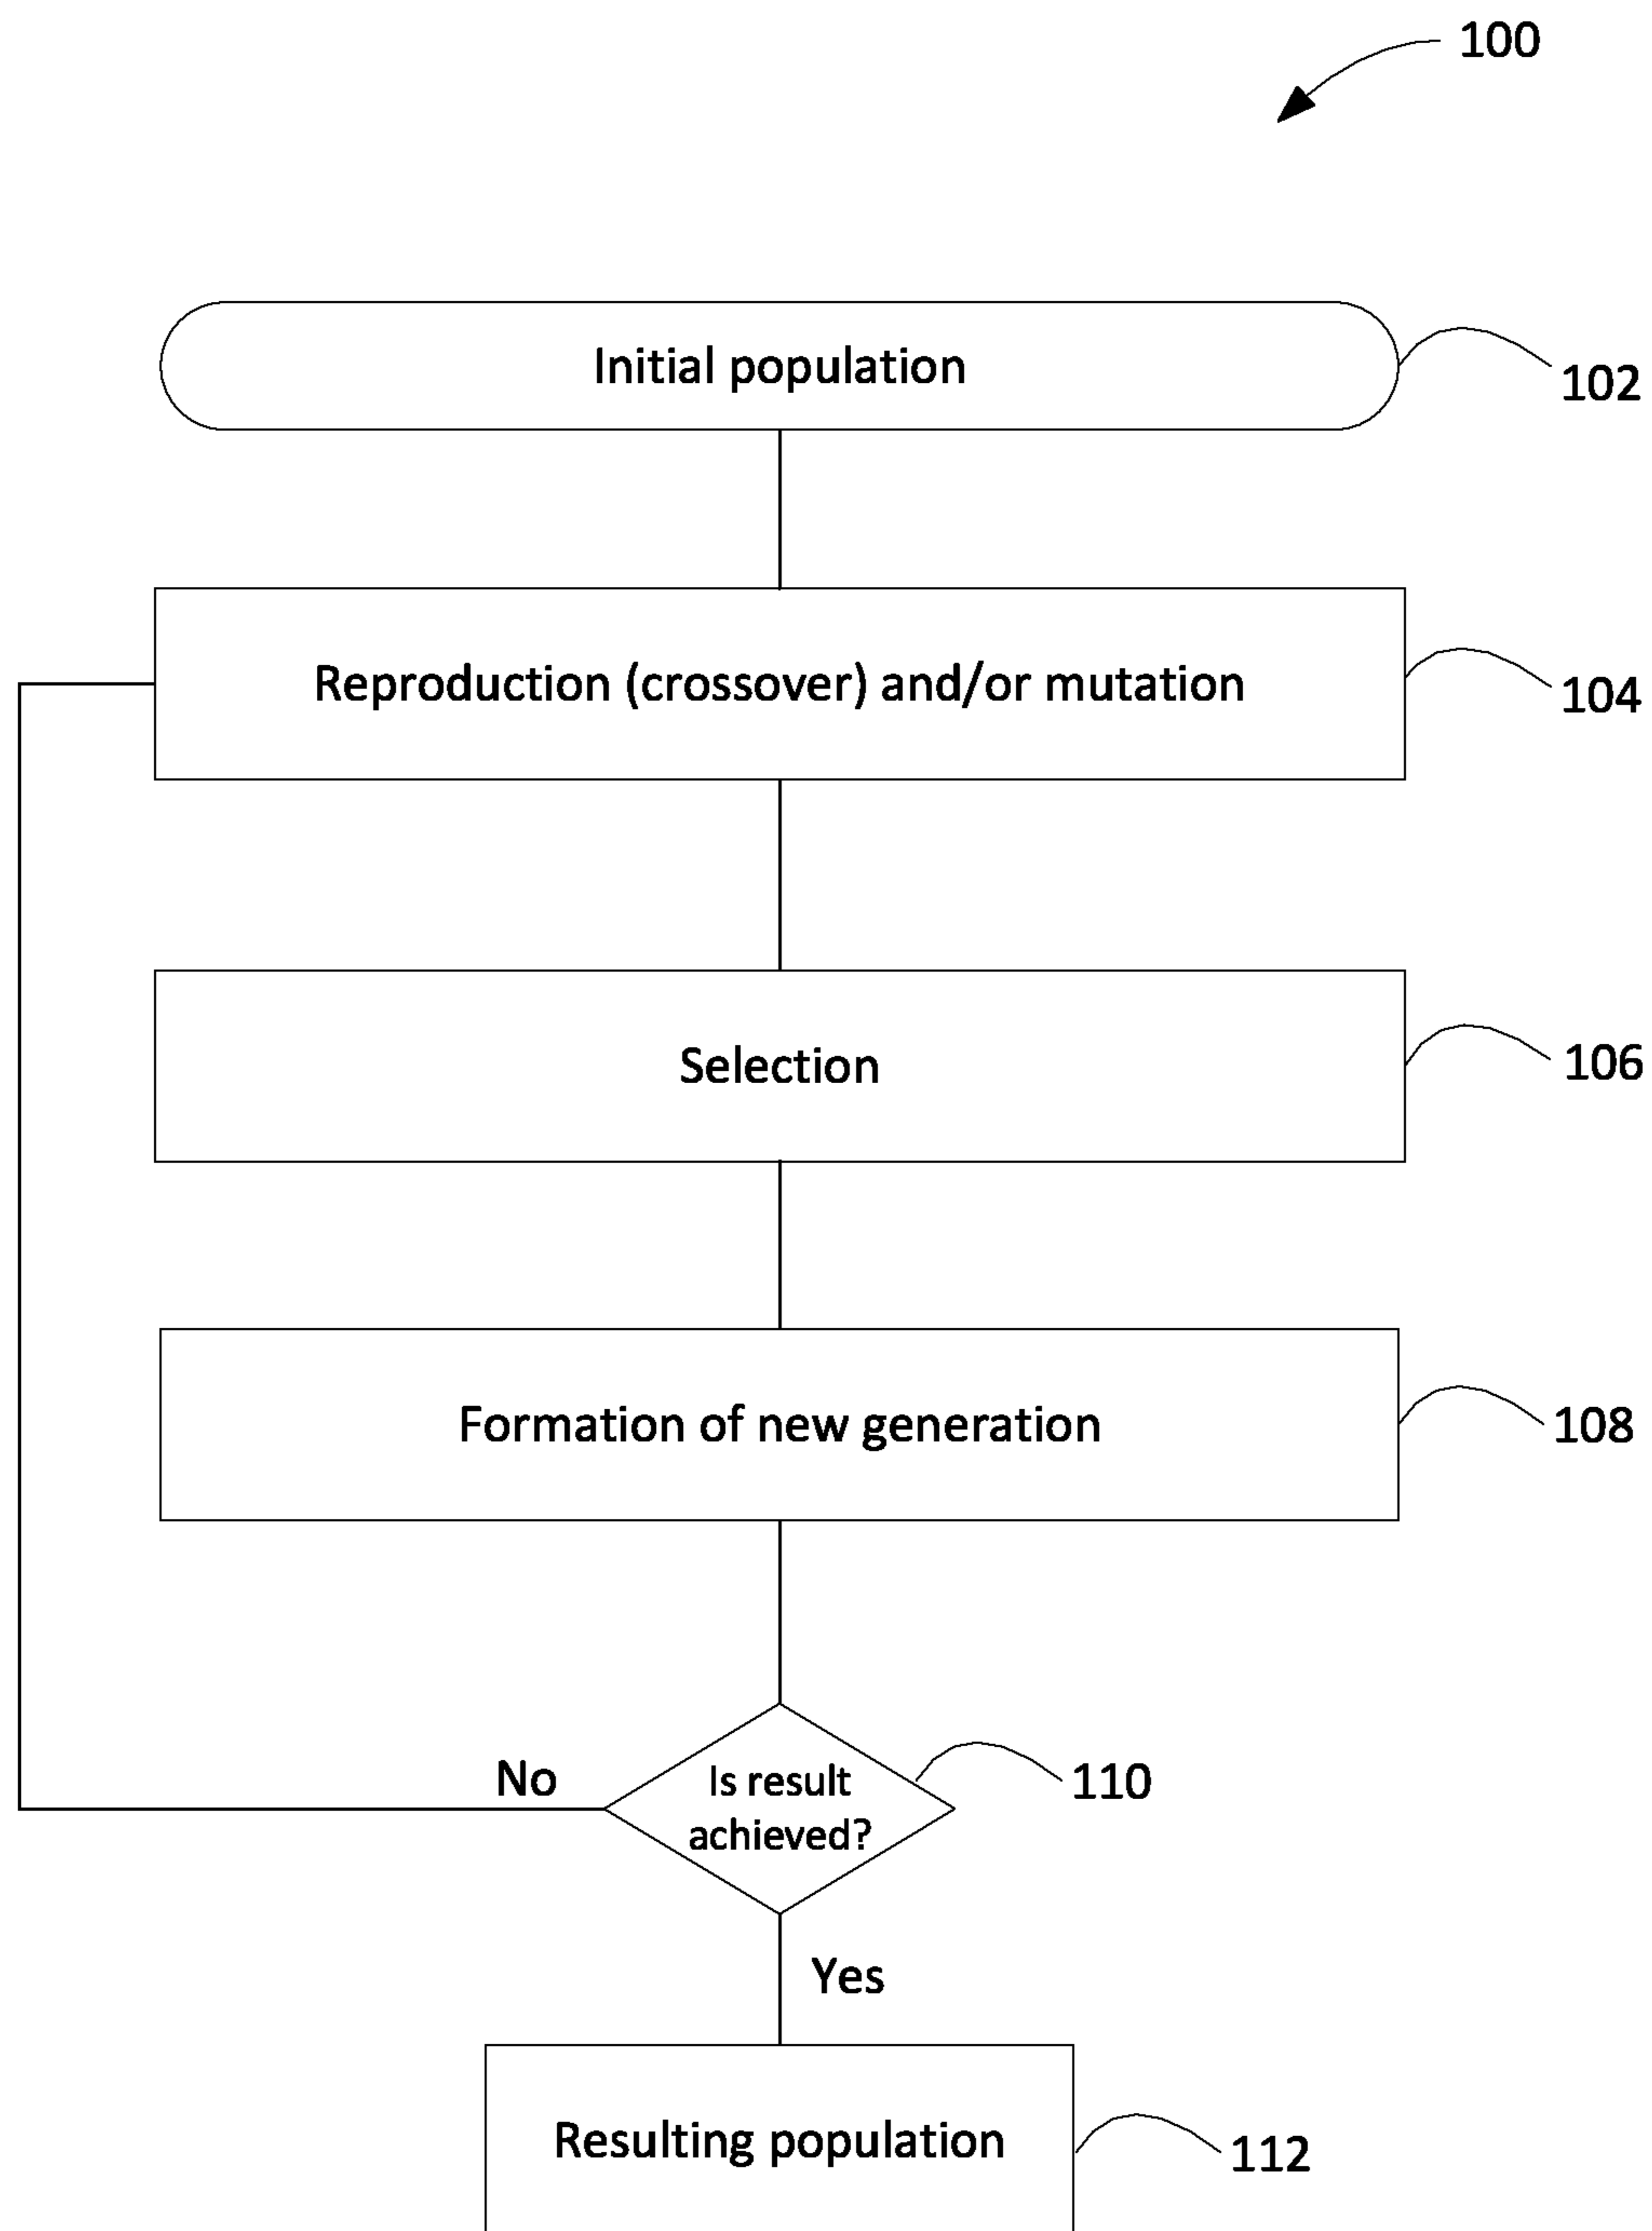 100
Initial population
102
Reproduction (crossover) and/or mutation
104
Selection
106
Formation of new generation
108
No
Is result
achieved?
110
Yes
Resulting population
112